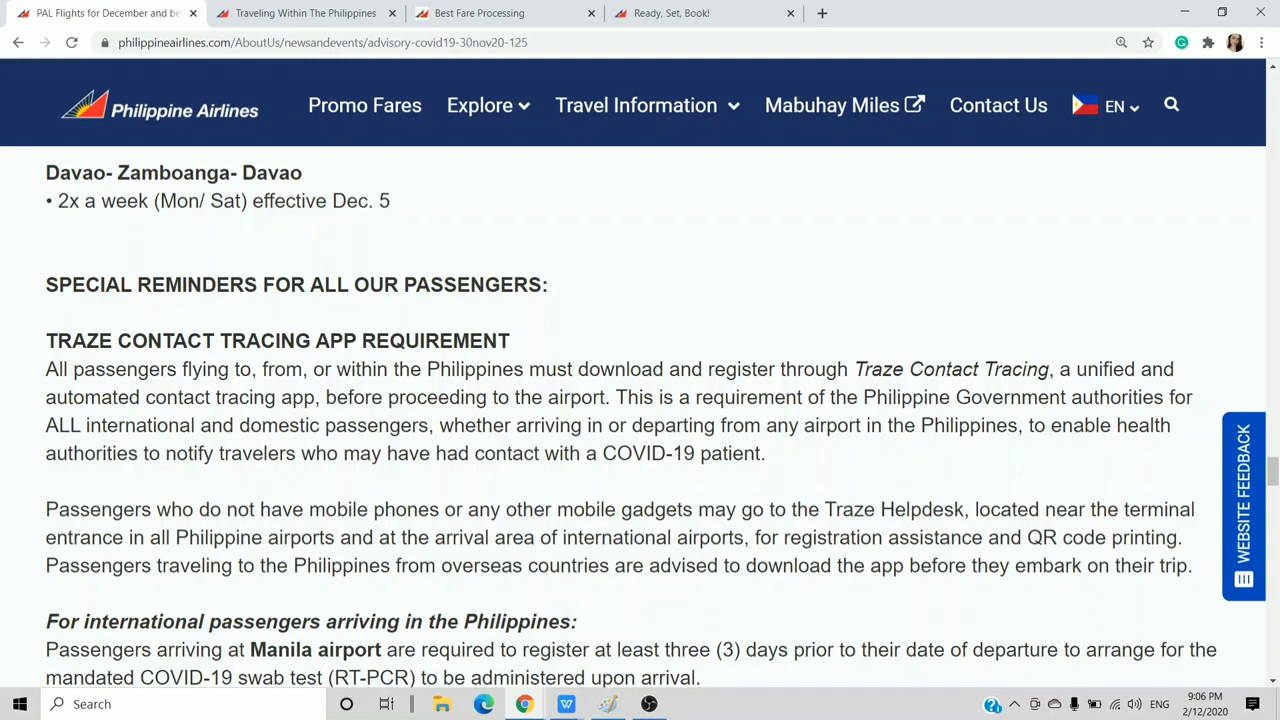 PAL Flights for December and be
Traveling Within The Philippines
Best Fare Processing
Ready, Set, Book!
philippineairlines.com/AboutUs/newsandevents/advisory-covid19-30nov20-125
Philippine Airlines
Promo Fares
Explore
Travel Information
Mabuhay Miles
Contact Us
EN
Davao- Zamboanga- Davao
• 2x a week (Mon/ Sat) effective Dec. 5
SPECIAL REMINDERS FOR ALL OUR PASSENGERS:
TRAZE CONTACT TRACING APP REQUIREMENT
All passengers flying to, from, or within the Philippines must download and register through Traze Contact Tracing, a unified and
automated contact tracing app, before proceeding to the airport. This is a requirement of the Philippine Government authorities for
ALL international and domestic passengers, whether arriving in or departing from any airport in the Philippines, to enable health
authorities to notify travelers who may have had contact with a COVID-19 patient.
Passengers who do not have mobile phones or any other mobile gadgets may go to the Traze Helpdesk, located near the terminal
entrance in all Philippine airports and at the arrival area of international airports, for registration assistance and QR code printing.
Passengers traveling to the Philippines from overseas countries are advised to download the app before they embark on their trip.
For international passengers arriving in the Philippines:
Passengers arriving at Manila airport are required to register at least three (3) days prior to their date of departure to arrange for the
mandated COVID-19 swab test (RT-PCR) to be administered upon arrival.
WEBSITE FEEDBACK
Search
ENG
9:06 PM
2/12/2020